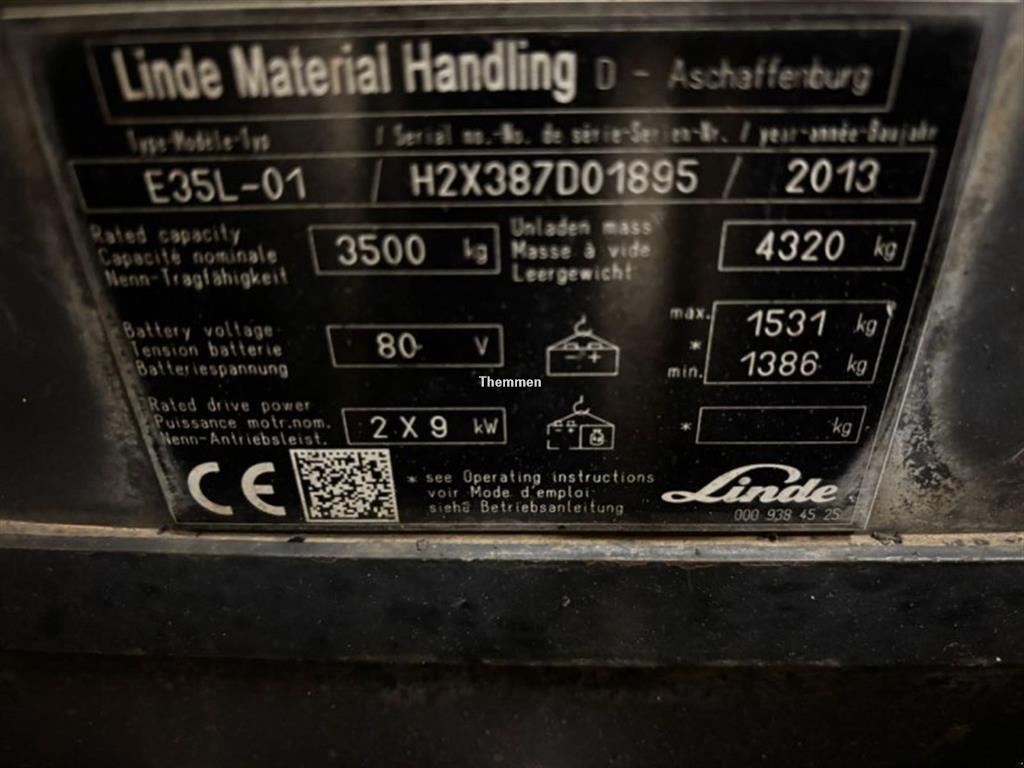 Linde Material Handling D - Aschaffenburg
Type-Modèle-Typ / Serial no.-No. de série-Serien-Nr. / year-année-Baujahr
E35L-01 / H2X387D01895 / 2013
Rated capacity
Capacité nominale
Nenn-Tragfähigkeit
3500 kg
Unladen mass
Masse à vide
Leergewicht
4320 kg
Battery voltage
Tension batterie
Batteriespannung
80 V
- +
max. 1531 kg
*
min. 1386 kg
Themmen
Rated drive power
Puissance motr.nom.
Nenn-Antriebsleist.
2 X 9 kW
* kg
CE
* see Operating instructions
voir Mode d'emploi
siehe Betriebsanleitung
Linde
000 938 45 25